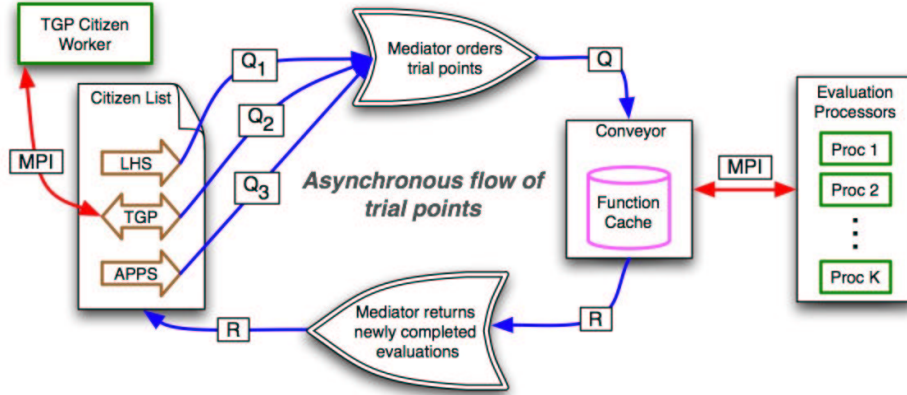 TGP Citizen
Worker
MPI
Citizen List
LHS
TGP
APPS
Q1
Q2
Q3
Mediator orders
trial points
Q
Asynchronous flow of
trial points
Conveyor
Function
Cache
MPI
Evaluation
Processors
Proc 1
Proc 2
Proc K
R
Mediator returns
newly completed
evaluations
R